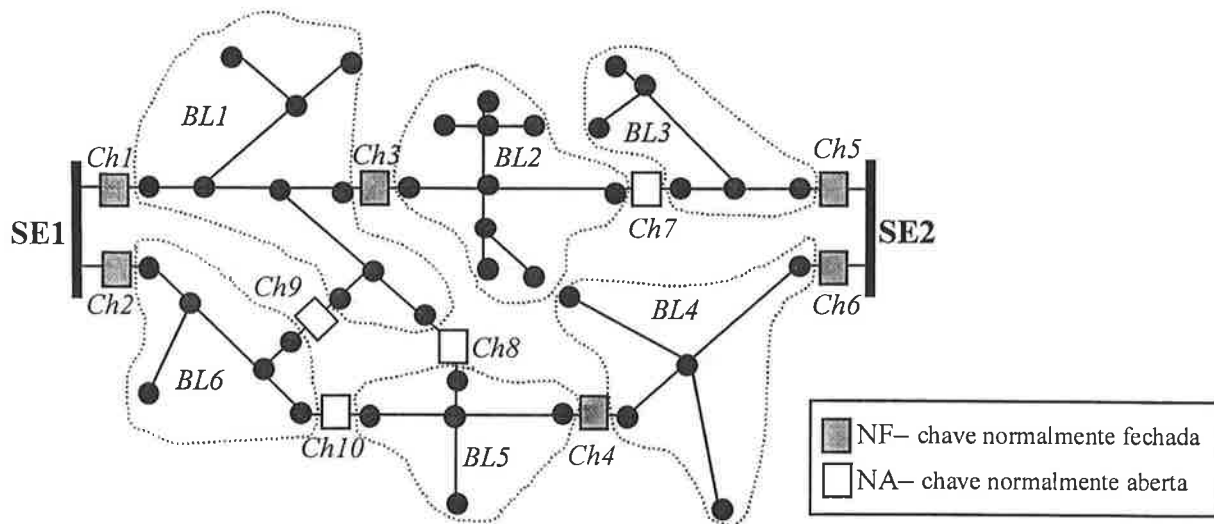 BL1
BL2
BL3
Ch1
Ch3
Ch5
Ch7
SE1
SE2
Ch2
Ch9
BL4
Ch6
Ch8
BL6
Ch10
BL5
Ch4
NF– chave normalmente fechada
NA– chave normalmente aberta